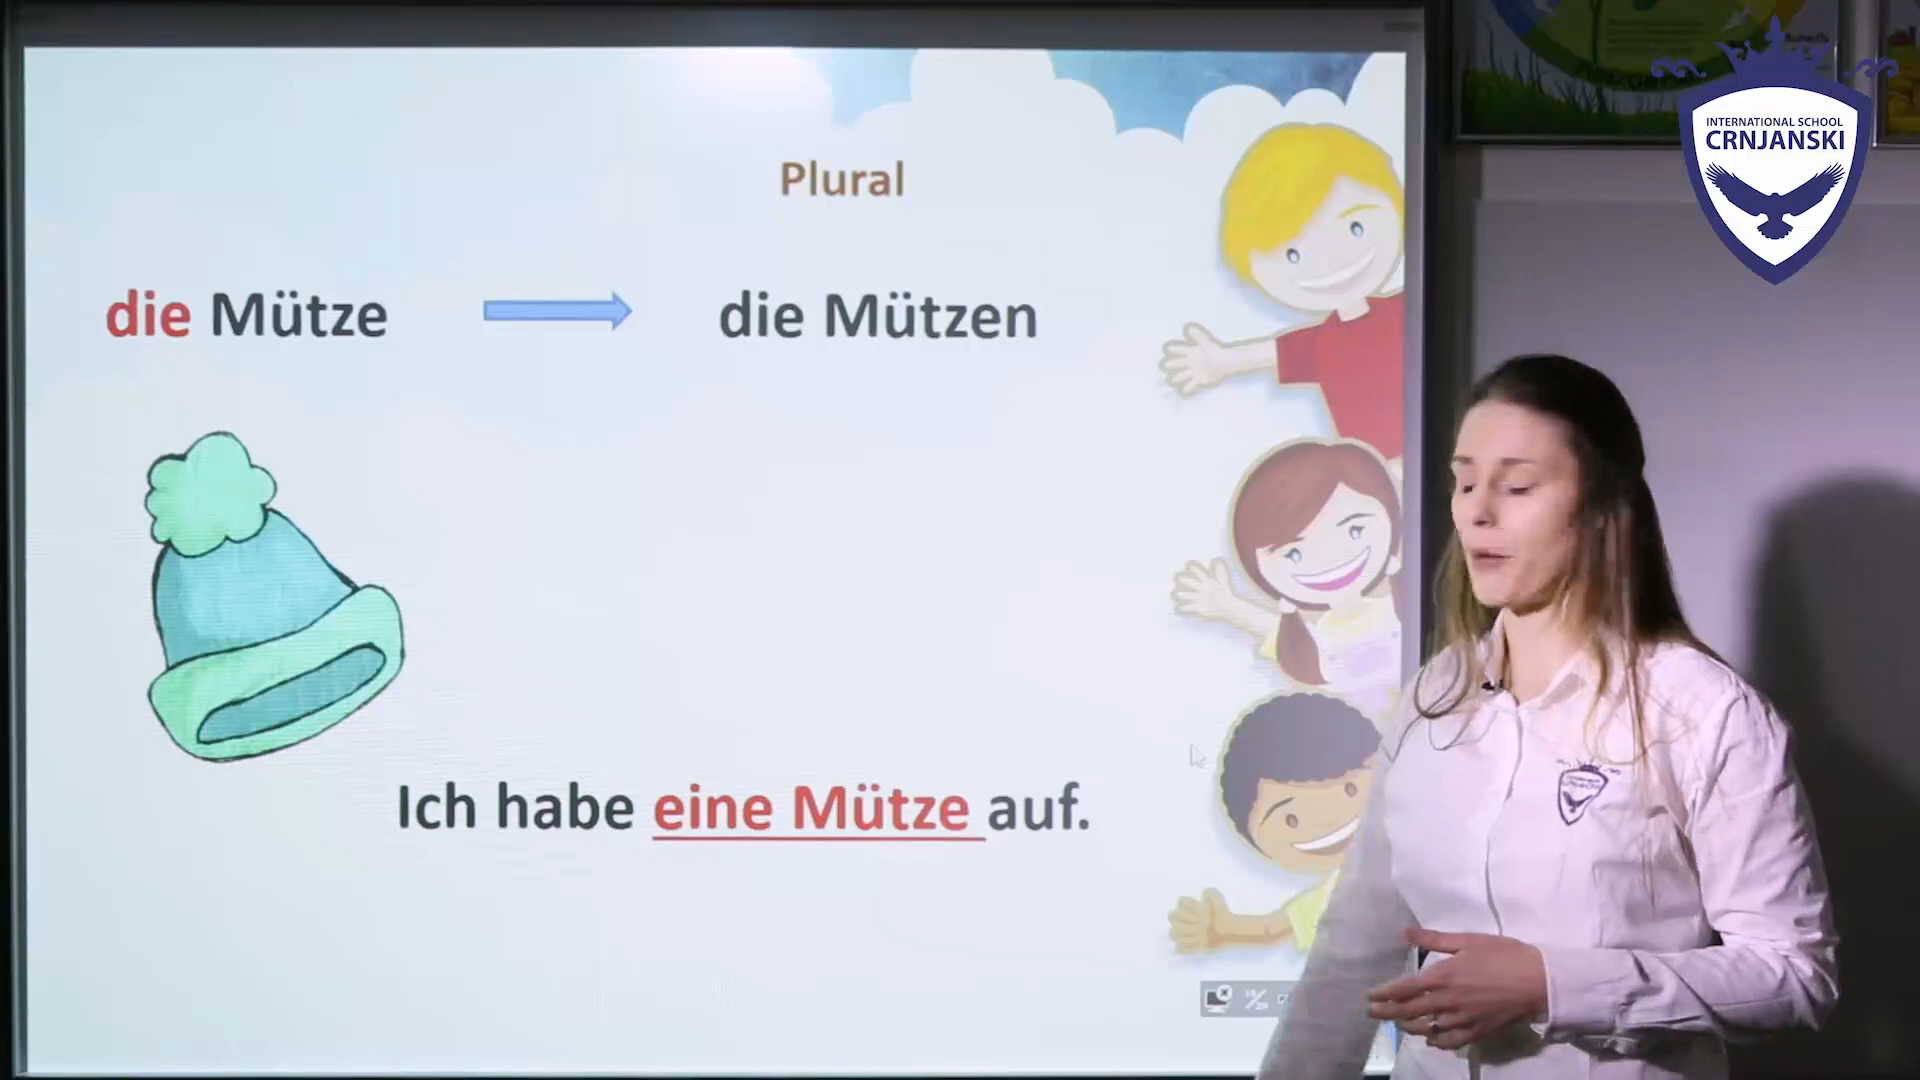 Plural
die Mütze
die Mützen
Ich habe eine Mütze auf.
INTERNATIONAL SCHOOL
CRNJANSKI